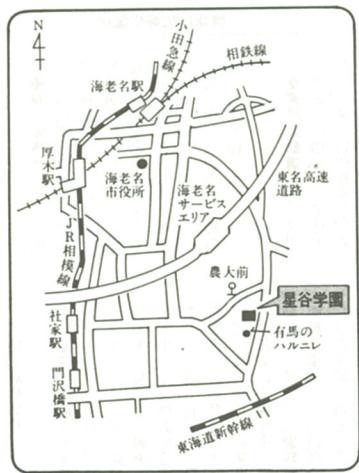 N
小田急線
相鉄線
海老名駅
厚木駅
海老名
市役所
海老名
サービス
エリア
東名高速
道路
JR相模線
農大前
星谷学園
社家駅
有馬の
ハルニレ
門沢橋駅
東海道新幹線